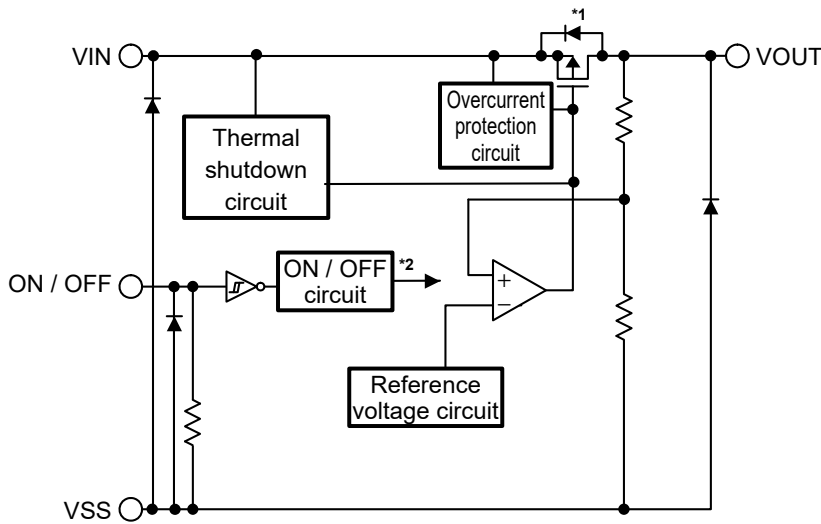 *1
VIN
VOUT
Overcurrent
protection
circuit
Thermal
shutdown
circuit
ON / OFF
ON / OFF
circuit
*2
+
−
Reference
voltage circuit
VSS